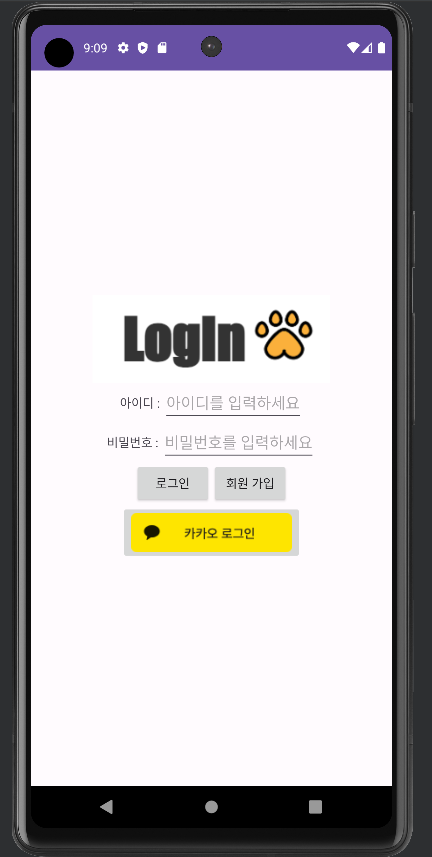 9:09
LogIn
아이디 : 아이디를 입력하세요
비밀번호 : 비밀번호를 입력하세요
로그인 회원 가입
카카오 로그인